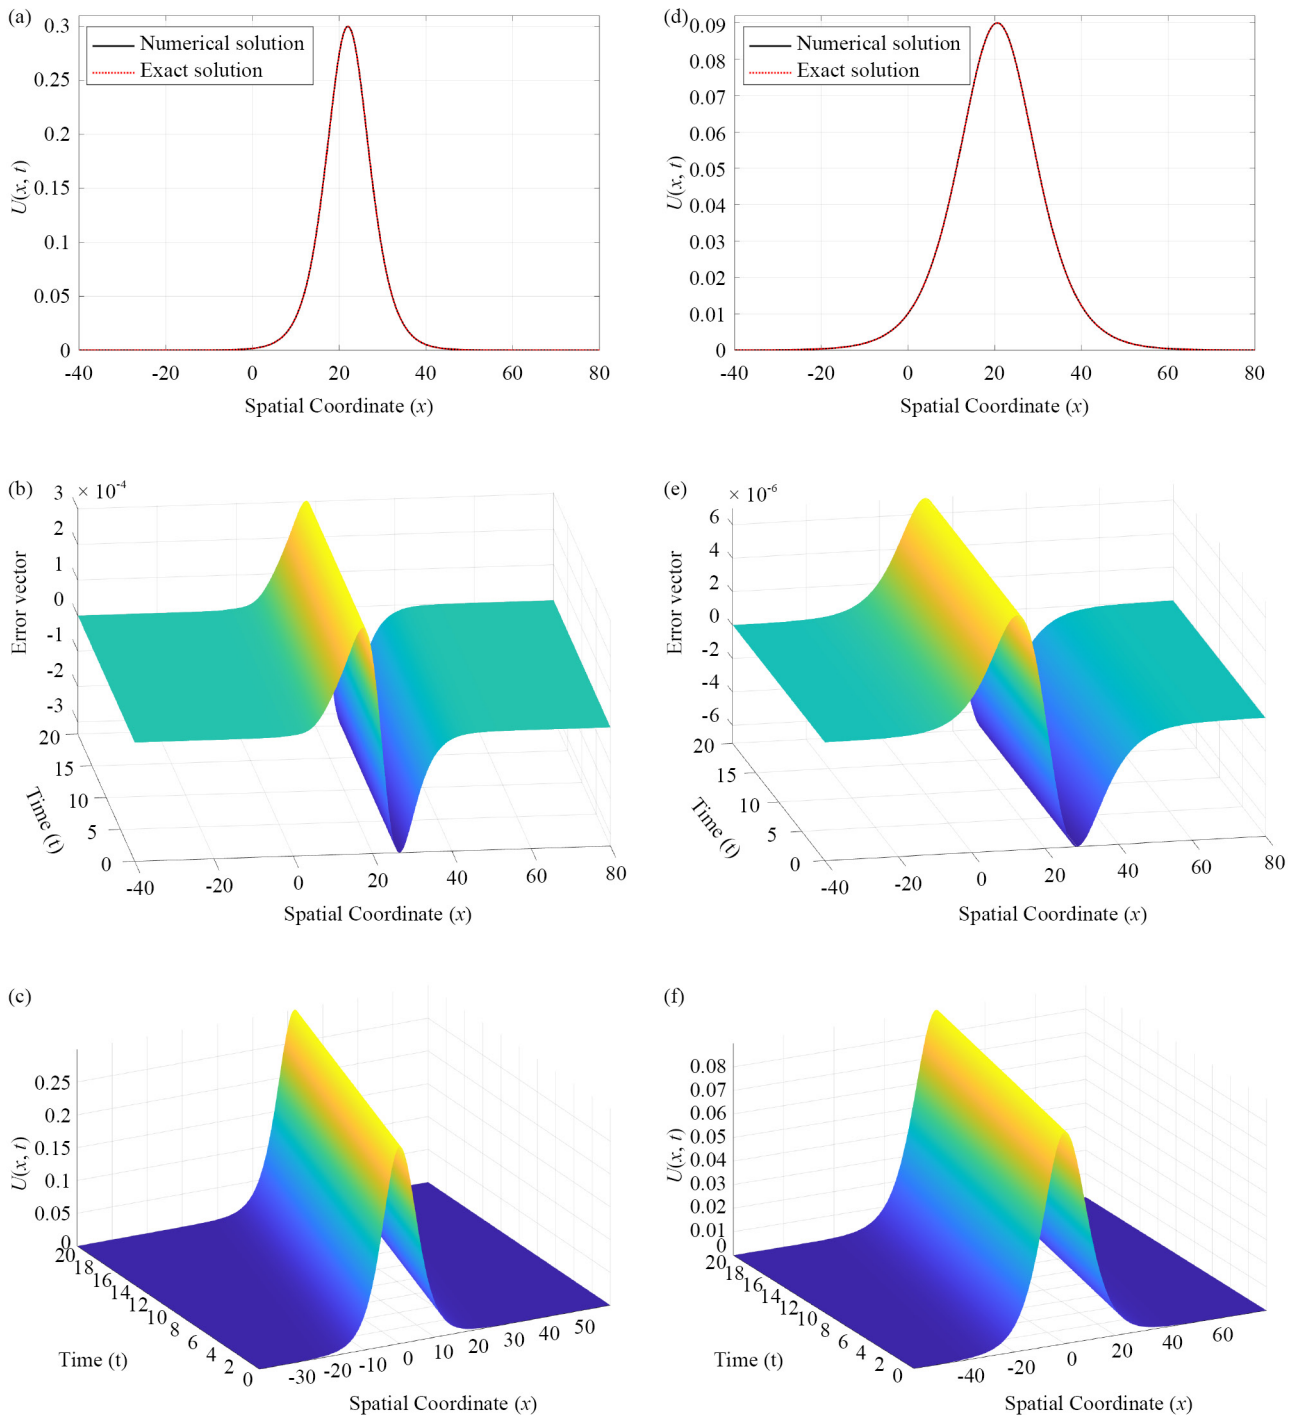 (a)
0.3
0.25
0.2
0.15
0.1
0.05
0
U(x, t)
Numerical solution
Exact solution
-40 -20 0 20 40 60 80
Spatial Coordinate (x)
(d)
0.09
0.08
0.07
0.06
0.05
0.04
0.03
0.02
0.01
0
U(x, t)
Numerical solution
Exact solution
-40 -20 0 20 40 60 80
Spatial Coordinate (x)
(b)
× 10-4
3
2
1
0
-1
-2
-3
Error vector
20
15
10
5
0
Time (t)
-40 -20 0 20 40 60 80
Spatial Coordinate (x)
(e)
× 10-6
6
4
2
0
-2
-4
-6
Error vector
20
15
10
5
0
Time (t)
-40 -20 0 20 40 60 80
Spatial Coordinate (x)
(c)
0.25
0.2
0.15
0.1
0.05
0
U(x, t)
20
18
16
14
12
10
8
6
4
2
0
Time (t)
-30 -20 -10 0 10 20 30 40 50
Spatial Coordinate (x)
(f)
0.08
0.07
0.06
0.05
0.04
0.03
0.02
0.01
0
U(x, t)
20
18
16
14
12
10
8
6
4
2
0
Time (t)
-40 -20 0 20 40 60
Spatial Coordinate (x)